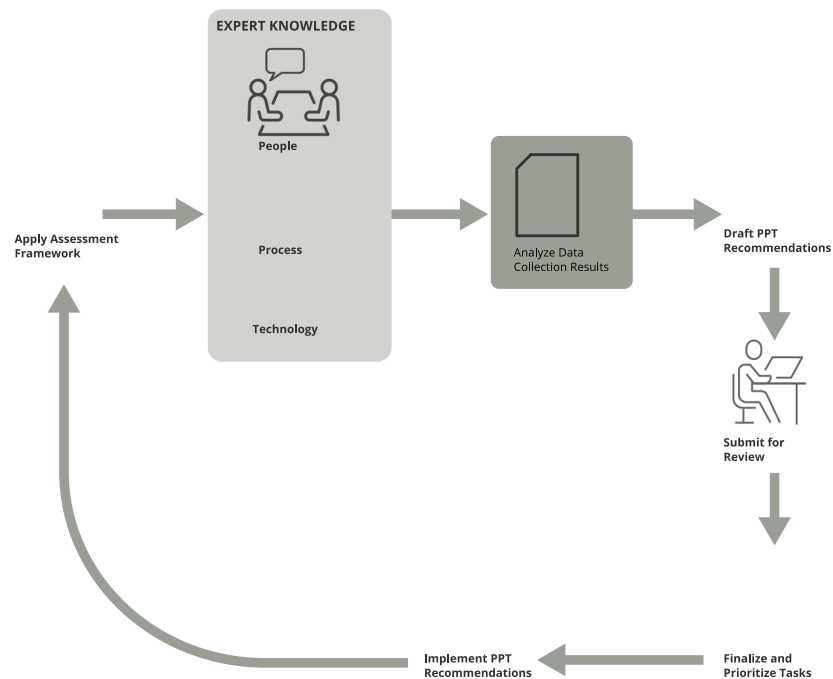 EXPERT KNOWLEDGE
People
Process
Technology
Apply Assessment
Framework
Analyze Data
Collection Results
Draft PPT
Recommendations
Submit for
Review
Finalize and
Prioritize Tasks
Implement PPT
Recommendations